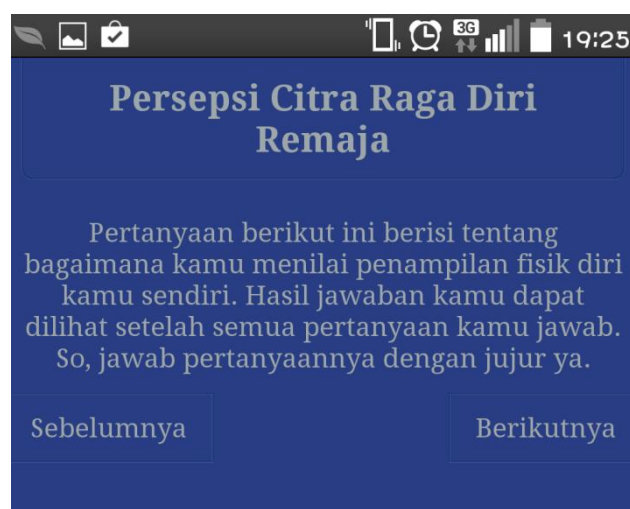 3G
19:25
Persepsi Citra Raga Diri
Remaja
Pertanyaan berikut ini berisi tentang
bagaimana kamu menilai penampilan fisik diri
kamu sendiri. Hasil jawaban kamu dapat
dilihat setelah semua pertanyaan kamu jawab.
So, jawab pertanyaannya dengan jujur ya.
Sebelumnya
Berikutnya